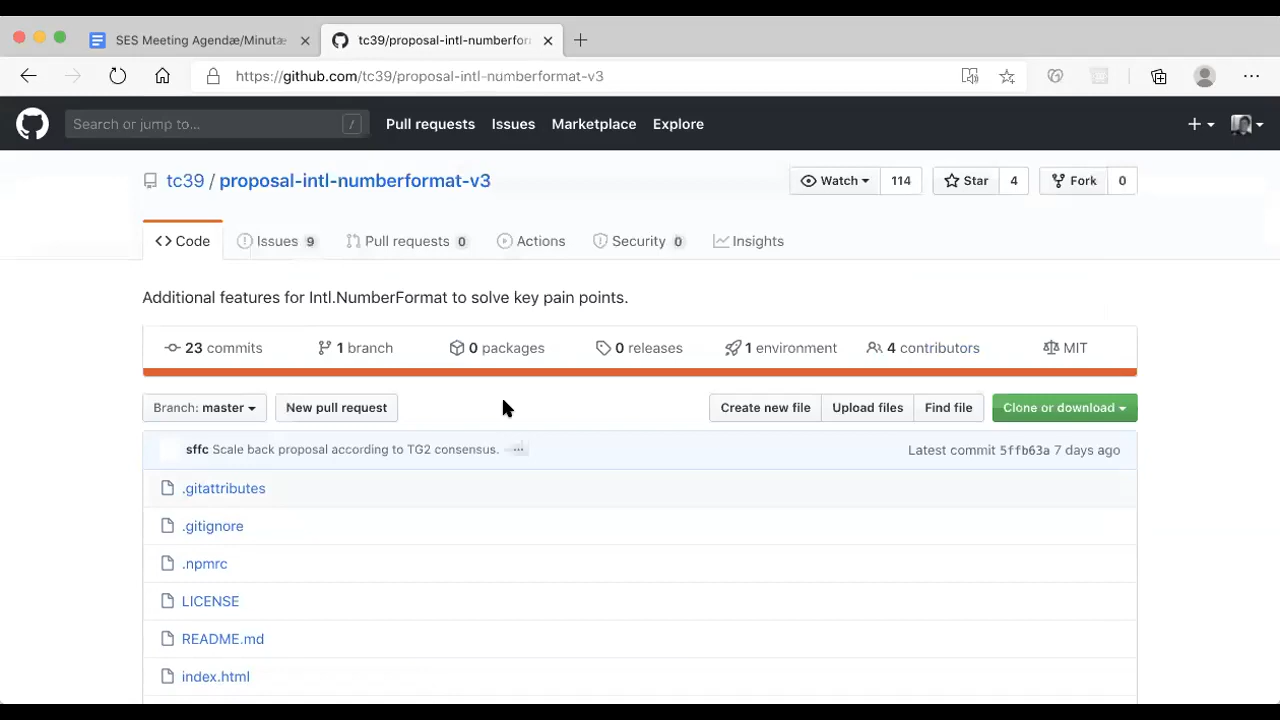 SES Meeting Agendæ/Minutæ
tc39/proposal-intl-numberfor
https://github.com/tc39/proposal-intl-numberformat-v3
Search or jump to... / Pull requests Issues Marketplace Explore
tc39 / proposal-intl-numberformat-v3 Watch 114 Star 4 Fork 0
Code Issues 9 Pull requests 0 Actions Security 0 Insights
Additional features for Intl.NumberFormat to solve key pain points.
23 commits 1 branch 0 packages 0 releases 1 environment 4 contributors MIT
Branch: master New pull request Create new file Upload files Find file Clone or download
sffc Scale back proposal according to TG2 consensus. ... Latest commit 5ffb63a 7 days ago
.gitattributes
.gitignore
.npmrc
LICENSE
README.md
index.html